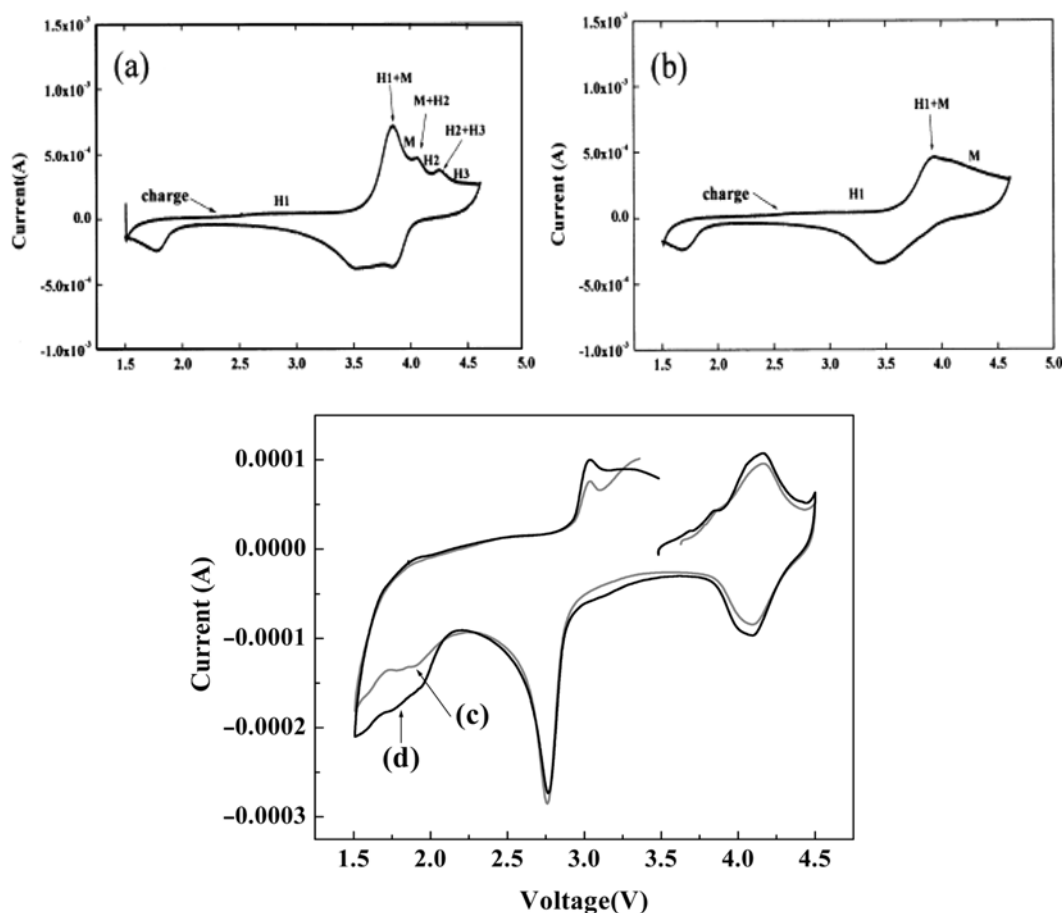 1.5x10⁻³
(a)
H1+M
1.0x10⁻³
M+H2
H2+H3
5.0x10⁻⁴
M
H2
H3
charge
H1
0.0
-5.0x10⁻⁴
-1.0x10⁻³
Current(A)
1.5 2.0 2.5 3.0 3.5 4.0 4.5 5.0
1.5x10⁻³
(b)
1.0x10⁻³
H1+M
5.0x10⁻⁴
M
charge
H1
0.0
-5.0x10⁻⁴
-1.0x10⁻³
Current (A)
1.5 2.0 2.5 3.0 3.5 4.0 4.5 5.0
0.0001
0.0000
−0.0001
−0.0002
−0.0003
Current (A)
(c)
(d)
1.5 2.0 2.5 3.0 3.5 4.0 4.5
Voltage(V)